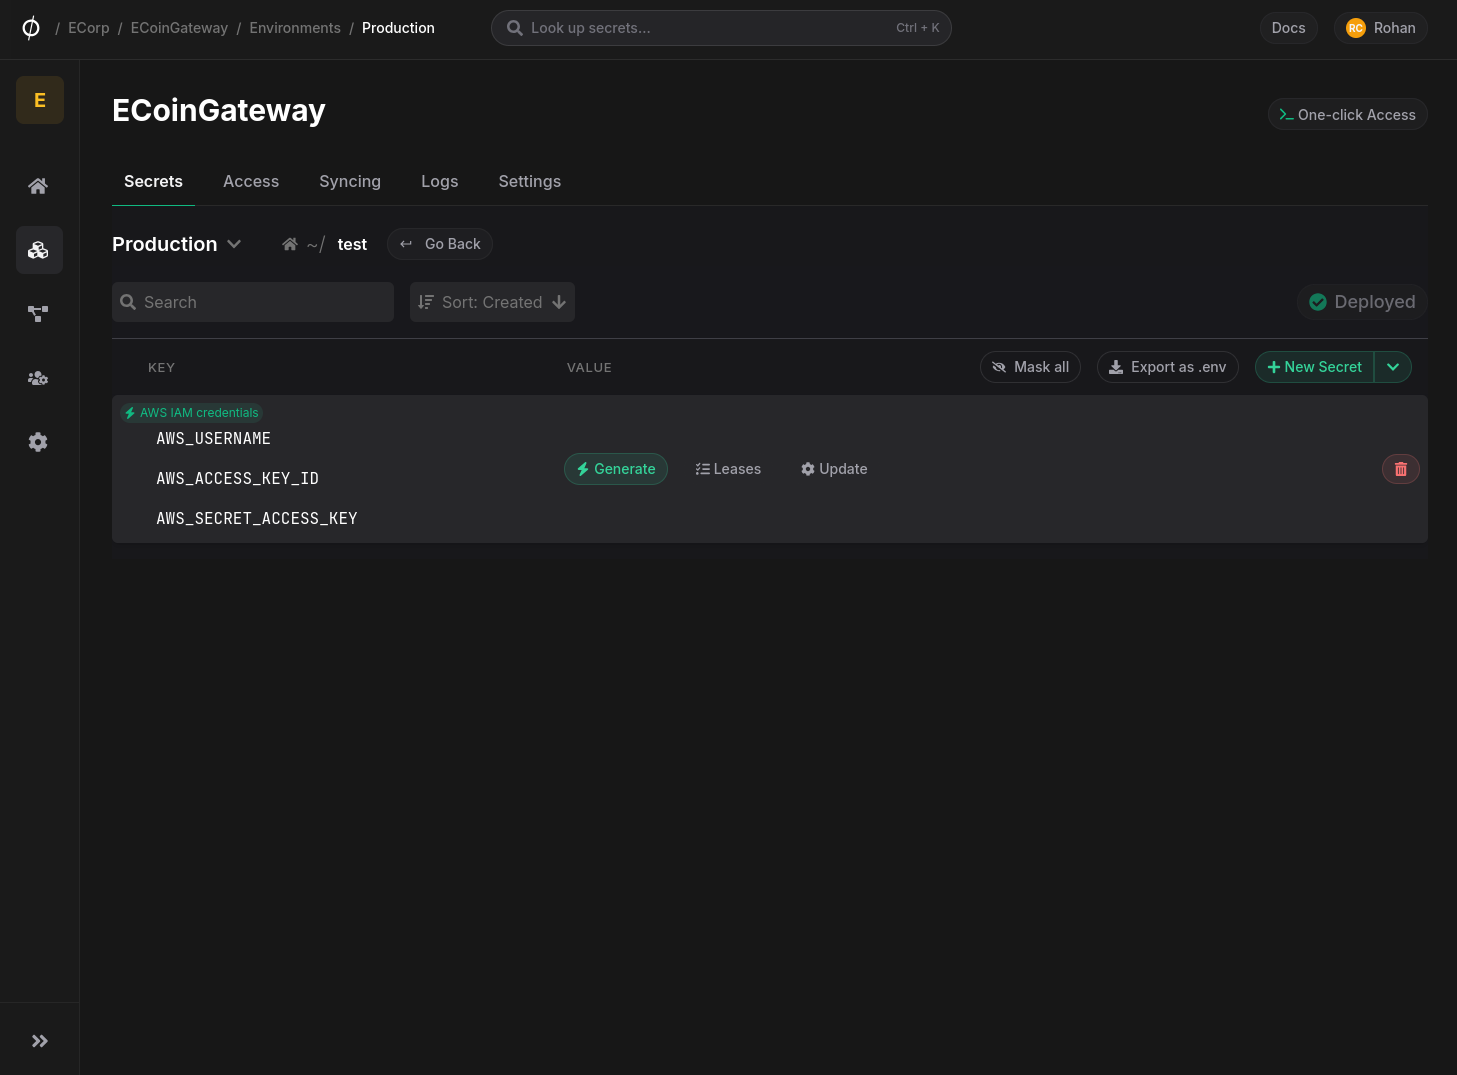 / ECorp / ECoinGateway / Environments / Production
Look up secrets...
Ctrl + K
Docs
RC Rohan
E
ECoinGateway
One-click Access
Secrets Access Syncing Logs Settings
Production
~/ test
Go Back
Search
Sort: Created
Deployed
KEY
VALUE
Mask all
Export as .env
New Secret
AWS IAM credentials
AWS_USERNAME
AWS_ACCESS_KEY_ID
AWS_SECRET_ACCESS_KEY
Generate
Leases
Update